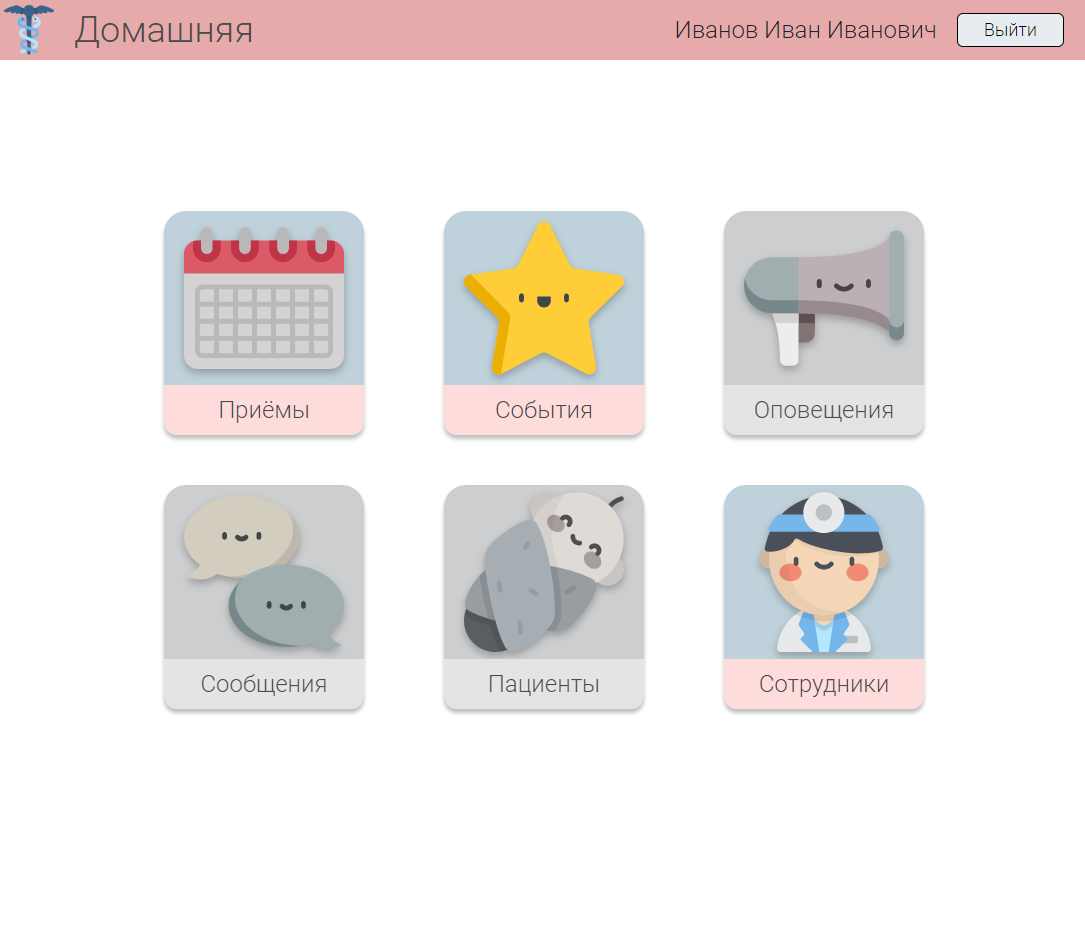 Домашняя
Иванов Иван Иванович
Выйти
Приёмы
События
Оповещения
Сообщения
Пациенты
Сотрудники